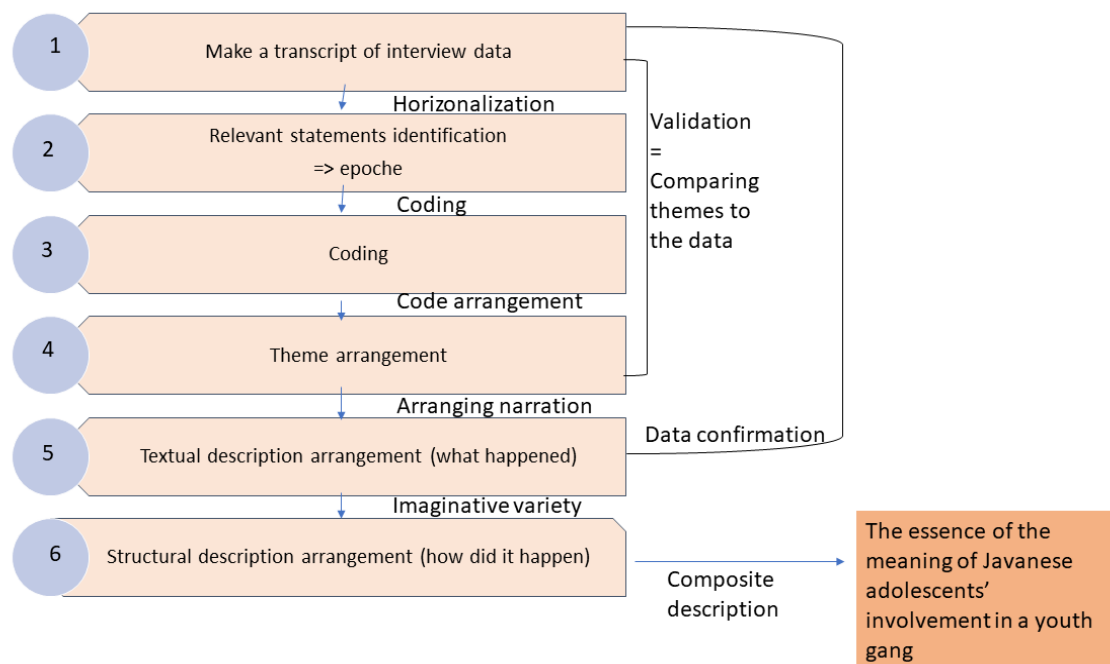 1
Make a transcript of interview data
Horizonalization
2
Relevant statements identification
=> epoche
Coding
3
Coding
Code arrangement
4
Theme arrangement
Arranging narration
5
Textual description arrangement (what happened)
Imaginative variety
6
Structural description arrangement (how did it happen)
Validation
=
Comparing
themes to
the data
Data confirmation
Composite
description
The essence of the
meaning of Javanese
adolescents’
involvement in a youth
gang